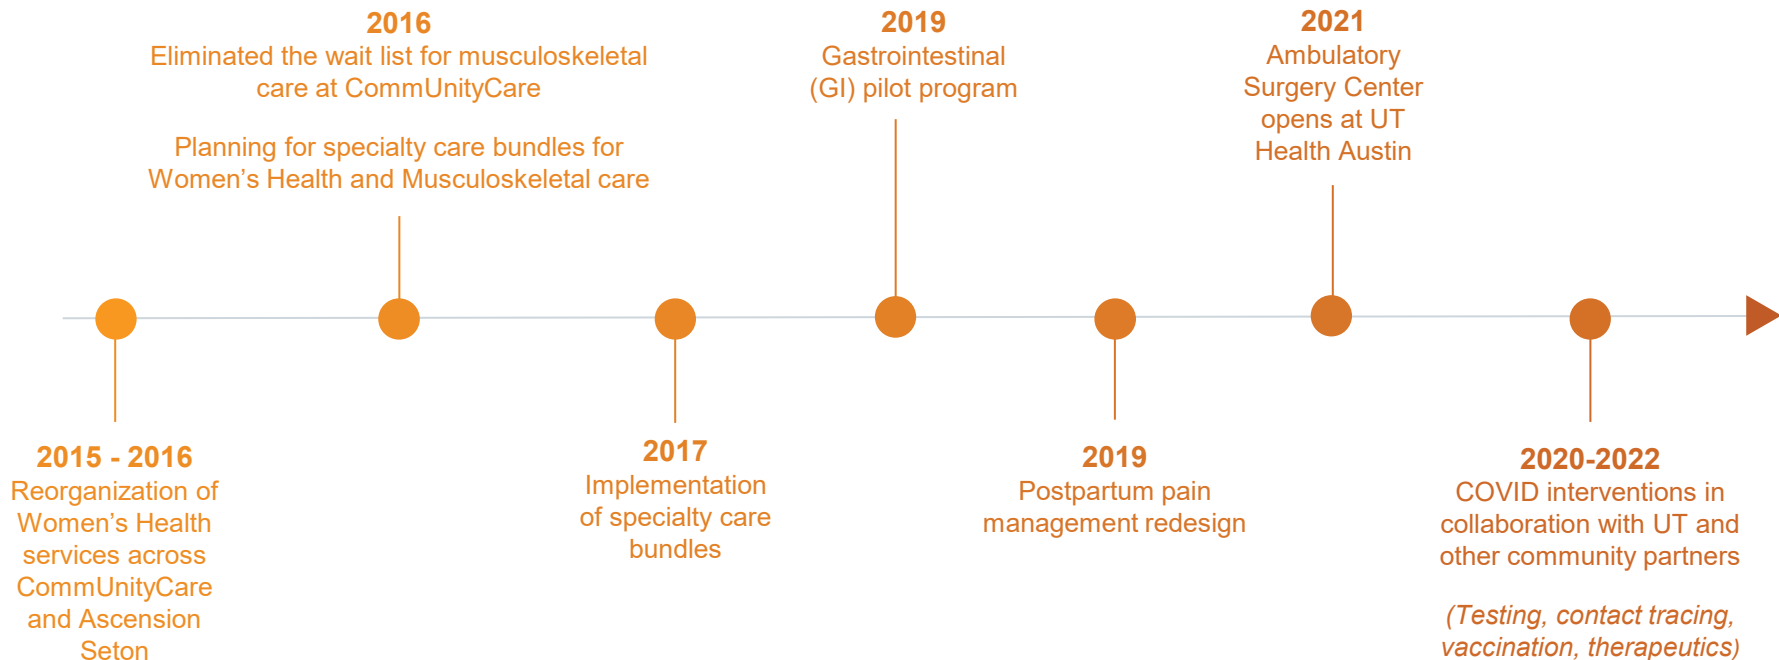 2015 - 2016
Reorganization of
Women’s Health
services across
CommUnityCare
and Ascension
Seton
2016
Eliminated the wait list for musculoskeletal
care at CommUnityCare
Planning for specialty care bundles for
Women’s Health and Musculoskeletal care
2017
Implementation
of specialty care
bundles
2019
Gastrointestinal
(GI) pilot program
2019
Postpartum pain
management redesign
2021
Ambulatory
Surgery Center
opens at UT
Health Austin
2020-2022
COVID interventions in
collaboration with UT and
other community partners
(Testing, contact tracing,
vaccination, therapeutics)